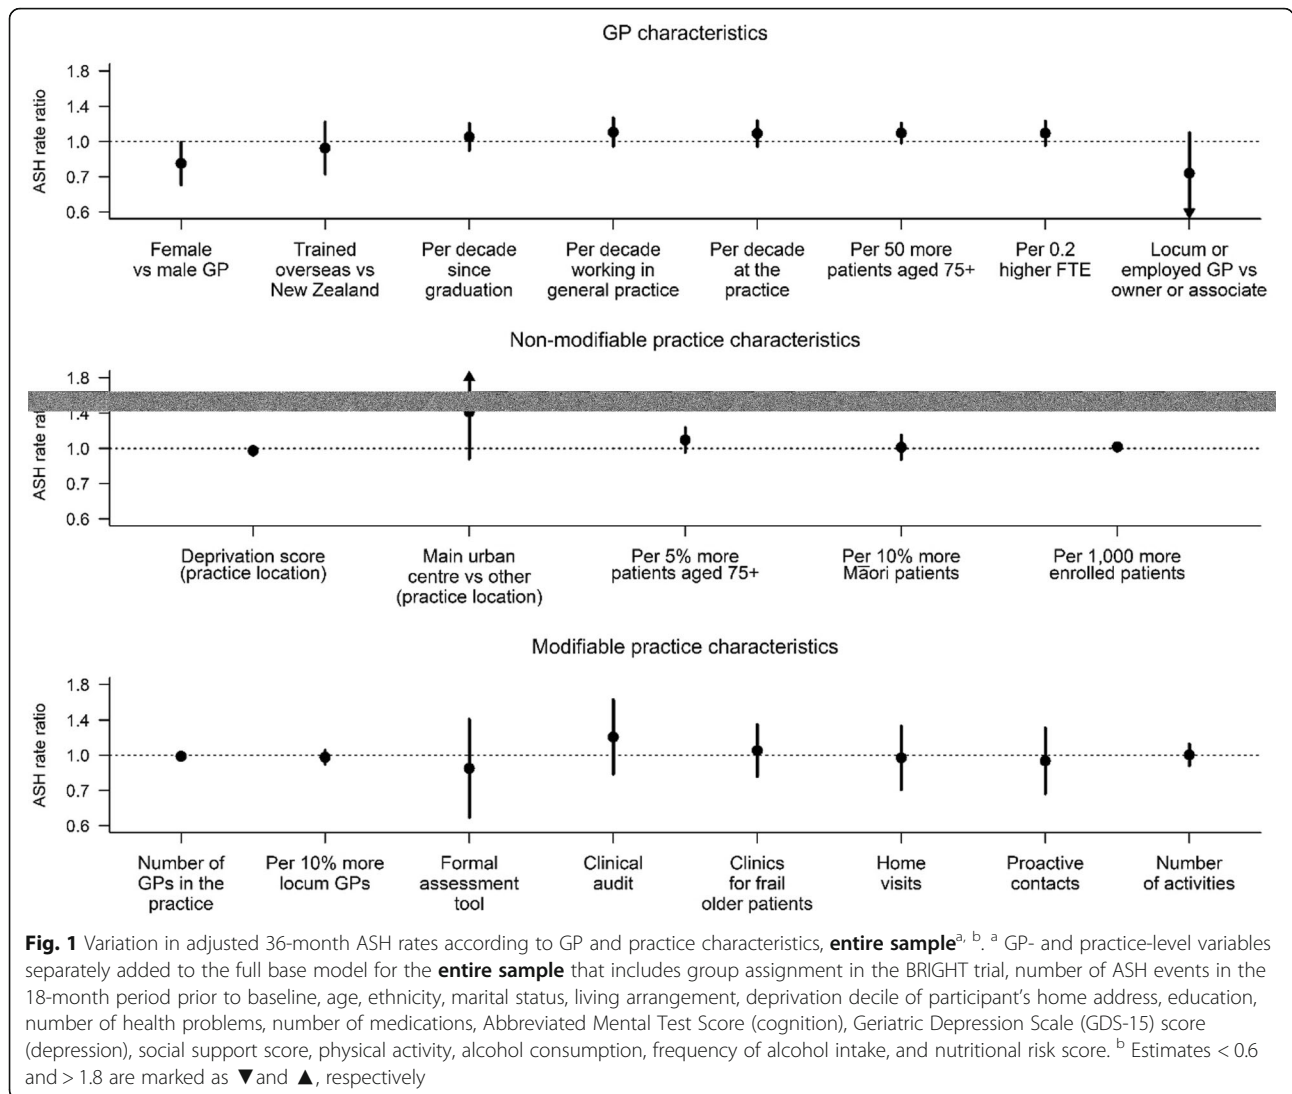 GP characteristics
1.8
1.4
1.0
0.7
0.6
ASH rate ratio
Female
vs male GP
Trained
overseas vs
New Zealand
Per decade
since
graduation
Per decade
working in
general practice
Per decade
at the
practice
Per 50 more
patients aged 75+
Per 0.2
higher FTE
Locum or
employed GP vs
owner or associate
Non-modifiable practice characteristics
1.8
1.4
1.0
0.7
0.6
ASH rate
Deprivation score
(practice location)
Main urban
centre vs other
(practice location)
Per 5% more
patients aged 75+
Per 10% more
Māori patients
Per 1,000 more
enrolled patients
Modifiable practice characteristics
1.8
1.4
1.0
0.7
0.6
ASH rate ratio
Number of
GPs in the
practice
Per 10% more
locum GPs
Formal
assessment
tool
Clinical
audit
Clinics
for frail
older patients
Home
visits
Proactive
contacts
Number
of activities
Fig. 1 Variation in adjusted 36-month ASH rates according to GP and practice characteristics, entire sample a, b. a GP- and practice-level variables
separately added to the full base model for the entire sample that includes group assignment in the BRIGHT trial, number of ASH events in the
18-month period prior to baseline, age, ethnicity, marital status, living arrangement, deprivation decile of participant's home address, education,
number of health problems, number of medications, Abbreviated Mental Test Score (cognition), Geriatric Depression Scale (GDS-15) score
(depression), social support score, physical activity, alcohol consumption, frequency of alcohol intake, and nutritional risk score. b Estimates < 0.6
and > 1.8 are marked as ▼and ▲, respectively